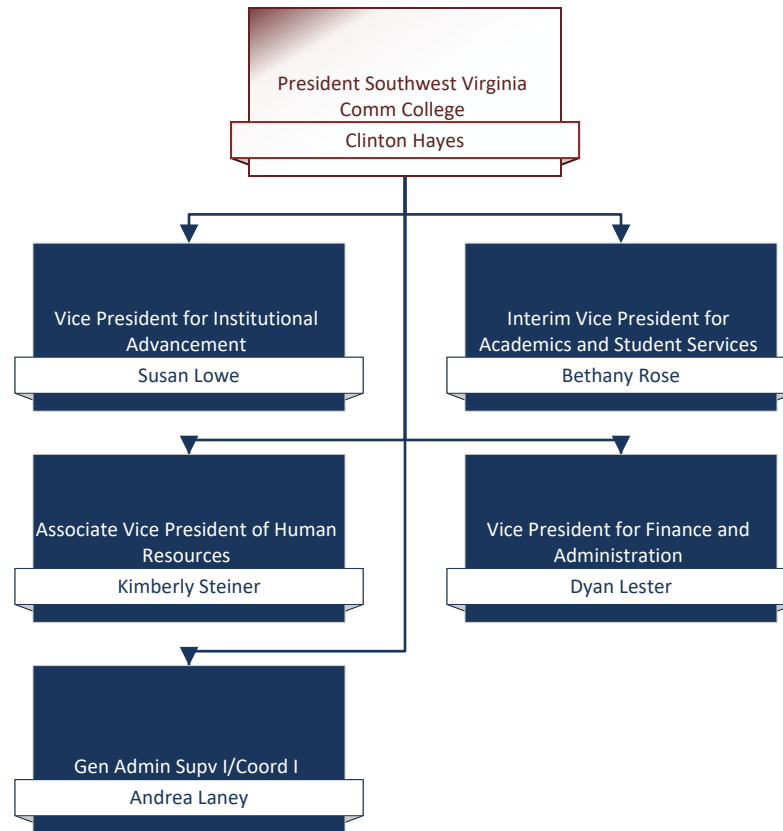 President Southwest Virginia
Comm College
Clinton Hayes
Vice President for Institutional
Advancement
Susan Lowe
Interim Vice President for
Academics and Student Services
Bethany Rose
Associate Vice President of Human
Resources
Kimberly Steiner
Vice President for Finance and
Administration
Dyan Lester
Gen Admin Supv I/Coord I
Andrea Laney